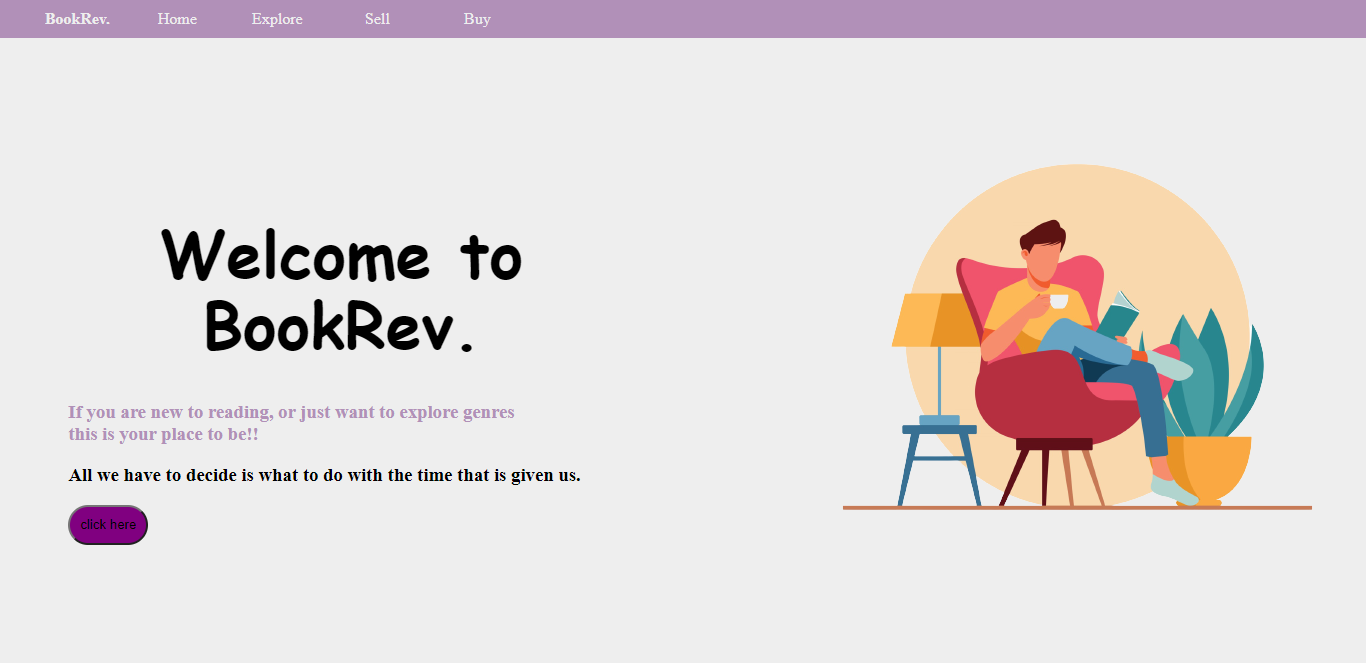 BookRev. Home Explore Sell Buy
Welcome to
BookRev.
If you are new to reading, or just want to explore genres
this is your place to be!!
All we have to decide is what to do with the time that is given us.
click here